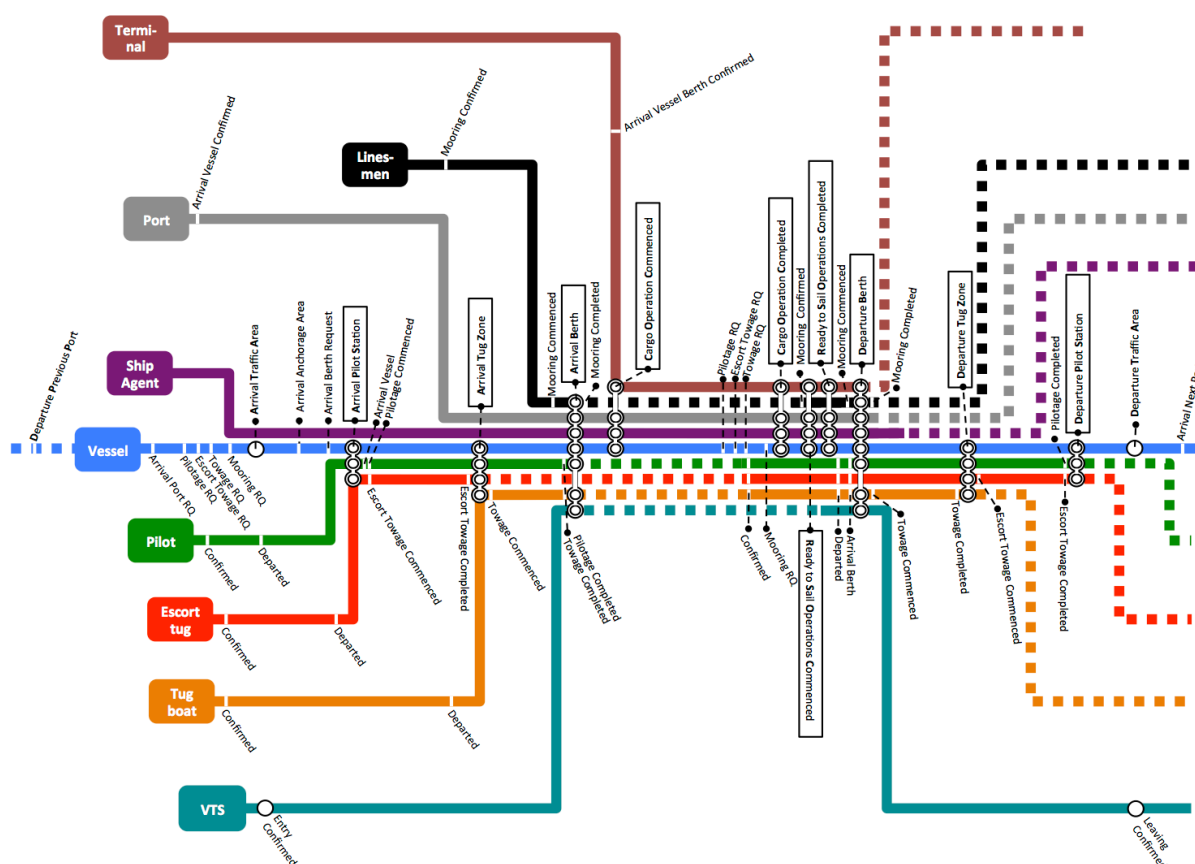 Termi-
nal
Arrival Vessel Berth Confirmed
Mooring Confirmed
Lines-
men
Arrival Vessel Confirmed
Port
Cargo Operation Commenced
Cargo Operation Completed
Mooring Confirmed
Ready to Sail Operations Completed
Mooring Commenced
Departure Berth
Mooring Completed
Mooring Commenced
Arrival Berth
Mooring Completed
Pilotage RQ
Escort Towage RQ
Towage RQ
Departure Tug Zone
Pilotage Completed
Departure Pilot Station
Departure Traffic Area
Arrival Next Po
Ship
Agent
Departure Previous Port
Arrival Traffic Area
Arrival Anchorage Area
Arrival Berth Request
Arrival Pilot Station
Arrival Vessel
Pilotage Commenced
Arrival Tug Zone
Vessel
Arrival Port RQ
Pilotage RQ
Escort Towage RQ
Towage RQ
Mooring RQ
Pilot
Confirmed
Departed
Escort Towage Commenced
Escort Towage Completed
Towage Commenced
Pilotage Completed
Towage Completed
Confirmed
Mooring RQ
Ready to Sail Operations Commenced
Departed
Arrival Berth
Towage Commenced
Towage Completed
Escort Towage Commenced
Escort Towage Completed
Escort
tug
Confirmed
Departed
Tug
boat
Confirmed
Departed
VTS
Entry
Confirmed
Leaving
Confirmed